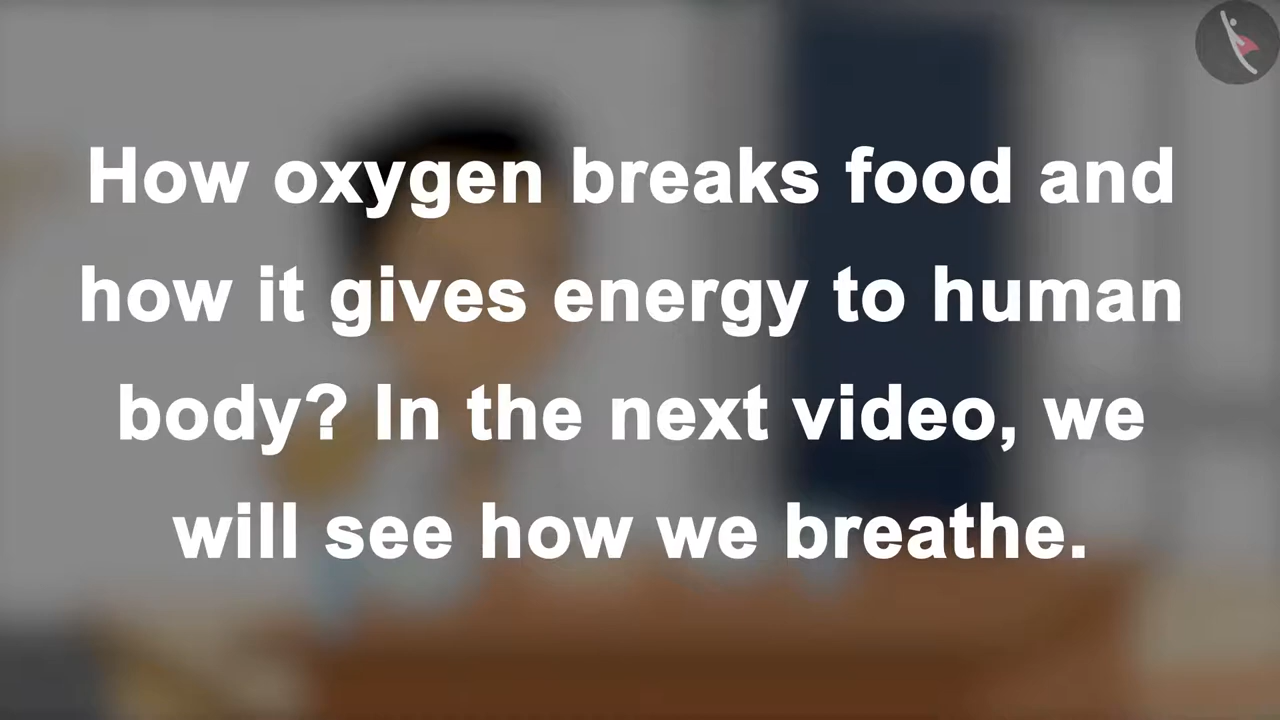 How oxygen breaks food and
how it gives energy to human
body? In the next video, we
will see how we breathe.